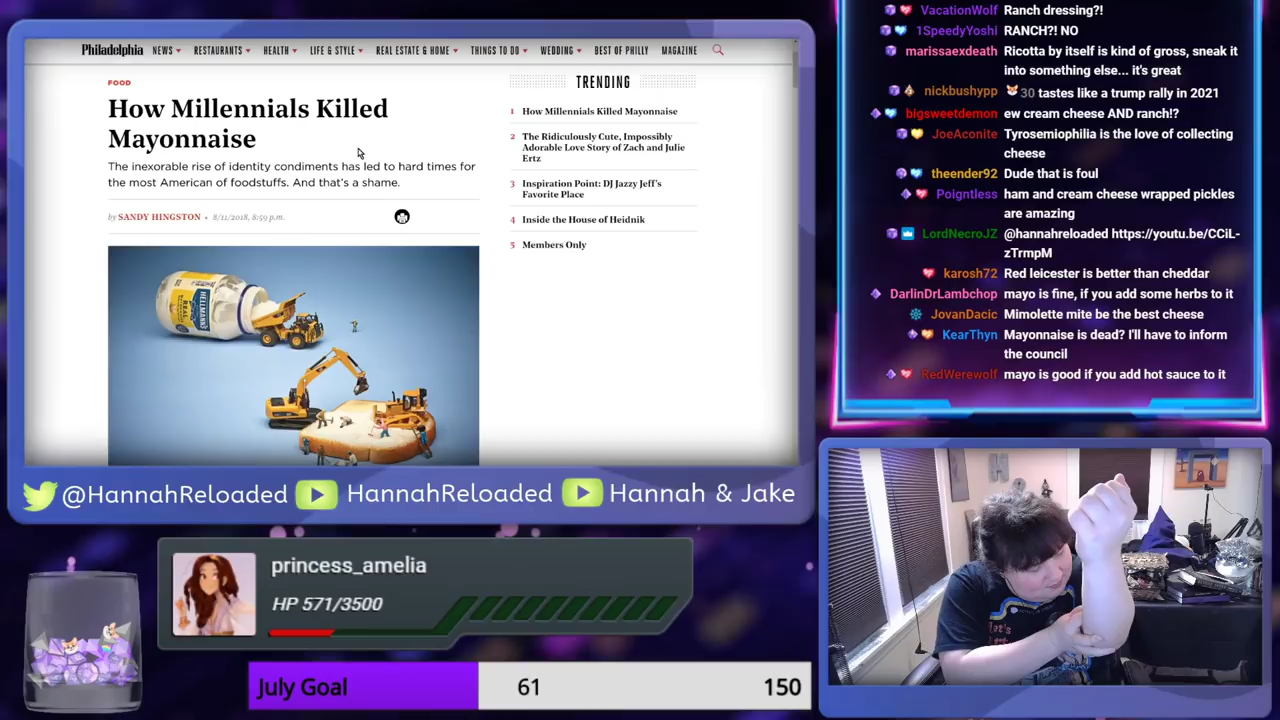 Philadelphia NEWS RESTAURANTS HEALTH LIFE & STYLE REAL ESTATE & HOME THINGS TO DO WEDDING BEST OF PHILLY MAGAZINE
FOOD
How Millennials Killed
Mayonnaise
The inexorable rise of identity condiments has led to hard times for
the most American of foodstuffs. And that's a shame.
by SANDY HINGSTON • 8/11/2018, 8:59 p.m.
HELLMANN'S
REAL
TRENDING
1 How Millennials Killed Mayonnaise
2 The Ridiculously Cute, Impossibly
Adorable Love Story of Zach and Julie
Ertz
3 Inspiration Point: DJ Jazzy Jeff's
Favorite Place
4 Inside the House of Heidnik
5 Members Only
@HannahReloaded HannahReloaded Hannah & Jake
princess_amelia
HP 571/3500
July Goal 61 150
VacationWolf Ranch dressing?!
1SpeedyYoshi RANCH?! NO
marissaexdeath Ricotta by itself is kind of gross, sneak it
into something else... it's great
nickbushypp 30 tastes like a trump rally in 2021
bigsweetdemon ew cream cheese AND ranch!?
JoeAconite Tyrosemiophilia is the love of collecting
cheese
theender92 Dude that is foul
Poigntless ham and cream cheese wrapped pickles
are amazing
LordNecroJZ @hannahreloaded https://youtu.be/CCiL-
zTrmpM
karosh72 Red leicester is better than cheddar
DarlinDrLambchop mayo is fine, if you add some herbs to it
JovanDacic Mimolette mite be the best cheese
KearThyn Mayonnaise is dead? I'll have to inform
the council
RedWerewolf mayo is good if you add hot sauce to it